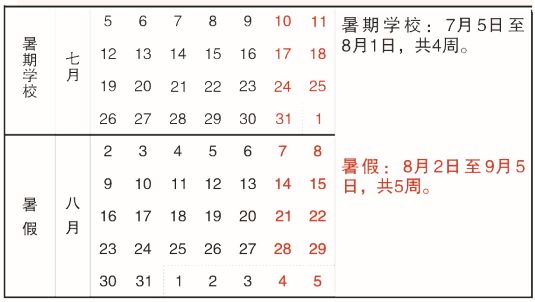 暑期学校
七月
5 6 7 8 9 10 11
12 13 14 15 16 17 18
19 20 21 22 23 24 25
26 27 28 29 30 31 1
暑期学校：7月5日至
8月1日，共4周。
暑假
八月
2 3 4 5 6 7 8
9 10 11 12 13 14 15
16 17 18 19 20 21 22
23 24 25 26 27 28 29
30 31 1 2 3 4 5
暑假：8月2日至9月5
日，共5周。